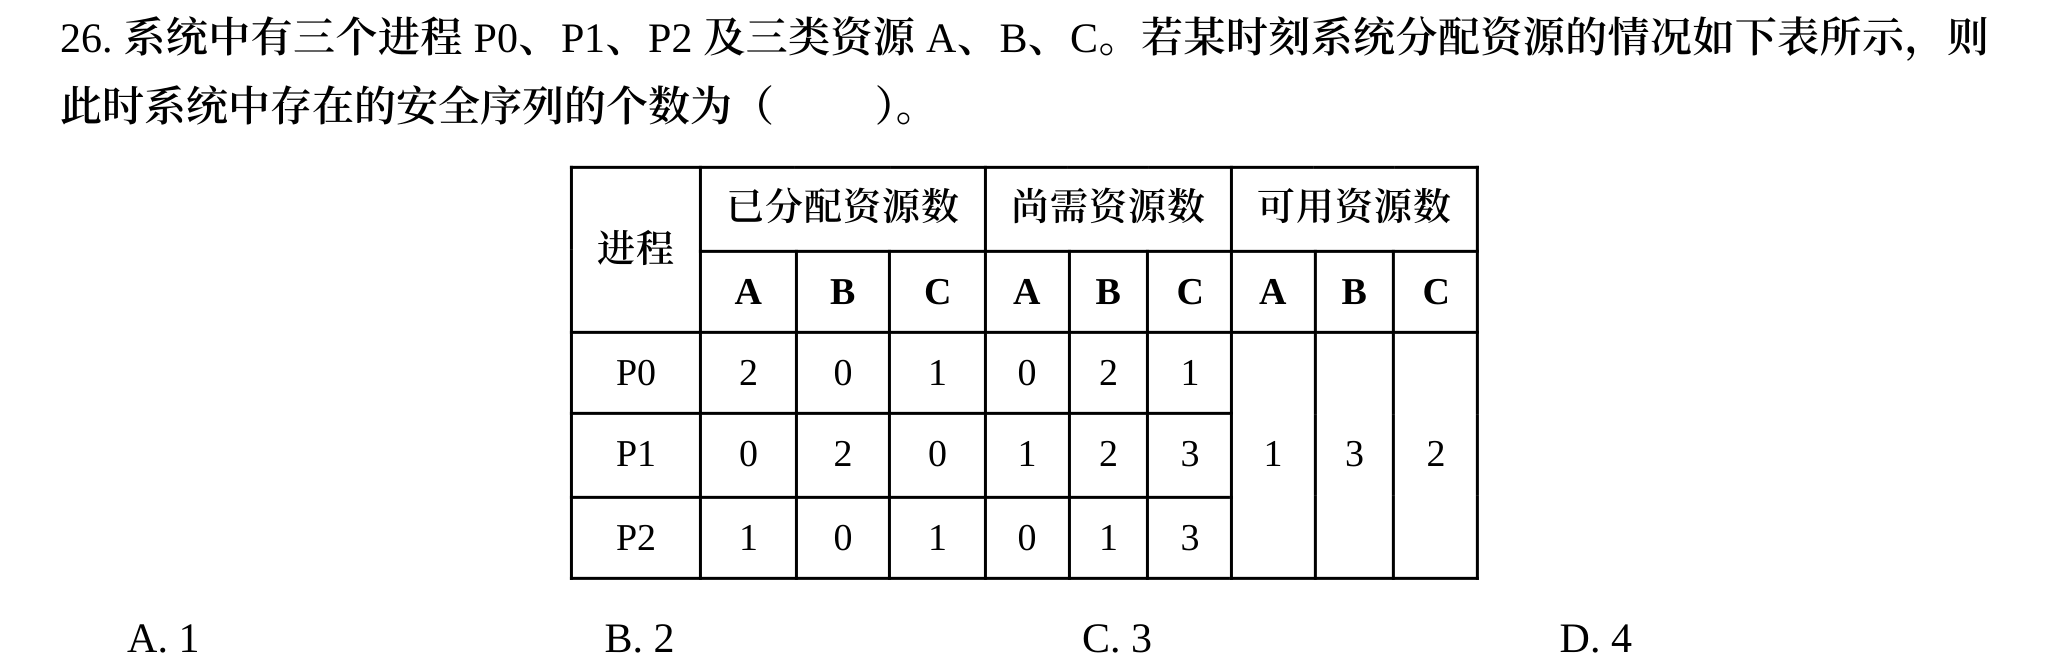 26. 系统中有三个进程 P0、P1、P2 及三类资源 A、B、C。若某时刻系统分配资源的情况如下表所示，则
此时系统中存在的安全序列的个数为（　　）。
进程 已分配资源数 尚需资源数 可用资源数
A B C A B C A B C
P0 2 0 1 0 2 1
P1 0 2 0 1 2 3 1 3 2
P2 1 0 1 0 1 3
A. 1 B. 2 C. 3 D. 4